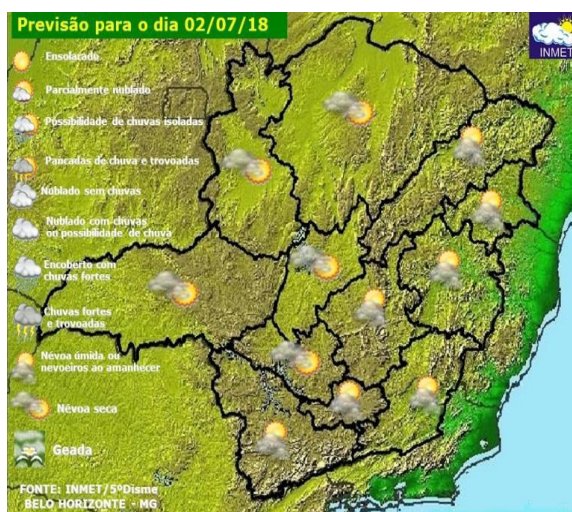 Previsão para o dia 02/07/18
INMET
Ensolarado
Parcialmente nublado
Possibilidade de chuvas isoladas
Pancadas de chuva e trovoadas
Nublado sem chuvas
Nublado com chuvas
ou possibilidade de chuva
Encoberto com
chuvas fortes
Chuvas fortes
e trovoadas
Névoa úmida ou
nevoeiros ao amanhecer
Névoa seca
Geada
FONTE: INMET/5ºDisme
BELO HORIZONTE - MG